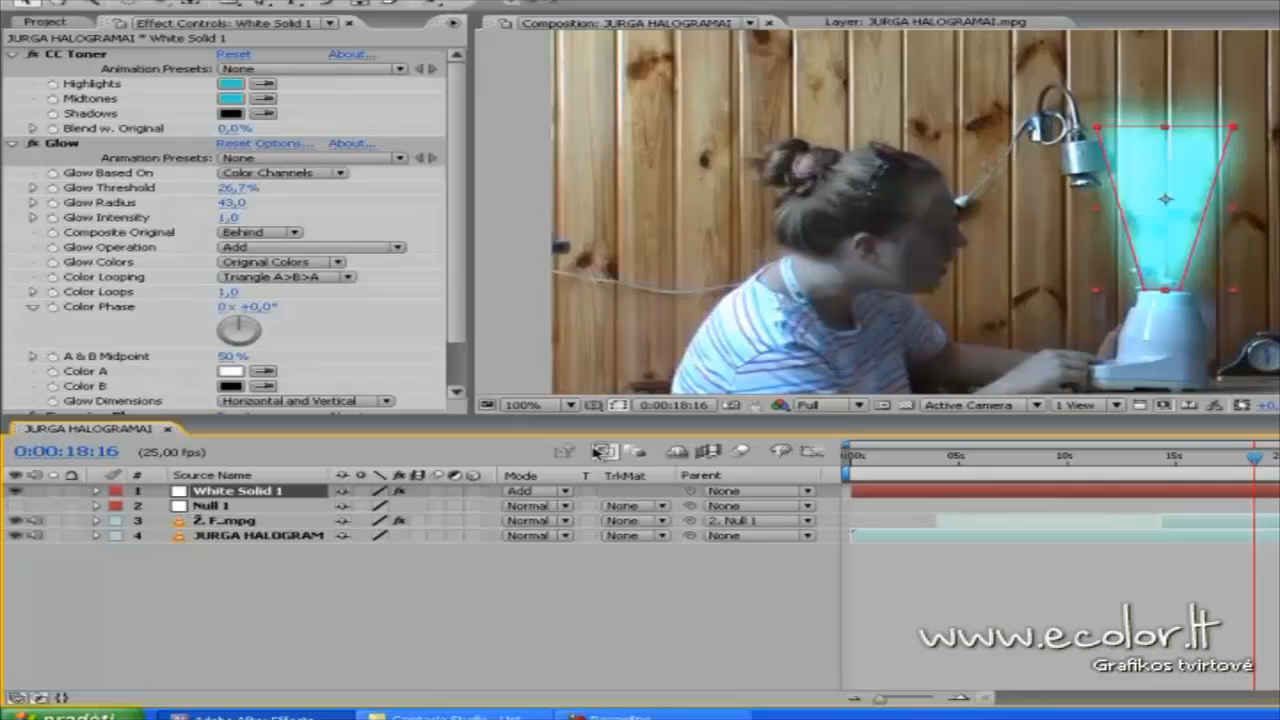 Project Effect Controls: White Solid 1 Composition: JURGA HALOGRAMAI Layer: JURGA HALOGRAMAI.mpg
JURGA HALOGRAMAI * White Solid 1
CC Toner Reset About...
Animation Presets: None
Highlights
Midtones
Shadows
Blend w. Original 0,0%
Glow Reset Options... About...
Animation Presets: None
Glow Based On Color Channels
Glow Threshold 26,7%
Glow Radius 43,0
Glow Intensity 1,0
Composite Original Behind
Glow Operation Add
Glow Colors Original Colors
Color Looping Triangle A>B>A
Color Loops 1,0
Color Phase 0x +0,0°
A & B Midpoint 50%
Color A
Color B
Glow Dimensions Horizontal and Vertical
100% 0:00:18:16 Full Active Camera 1 View
JURGA HALOGRAMAI
0:00:18:16 (25,00 fps) 05s 10s 15s
# Source Name Mode T TrkMat Parent
1 White Solid 1 Add None
2 Null 1 Normal None None
3 Ž. F..mpg Normal None 2. Null 1
4 JURGA HALOGRAM Normal None None
www.ecolor.lt
Grafikos tvirtovė
pradėti Adobe After Effects